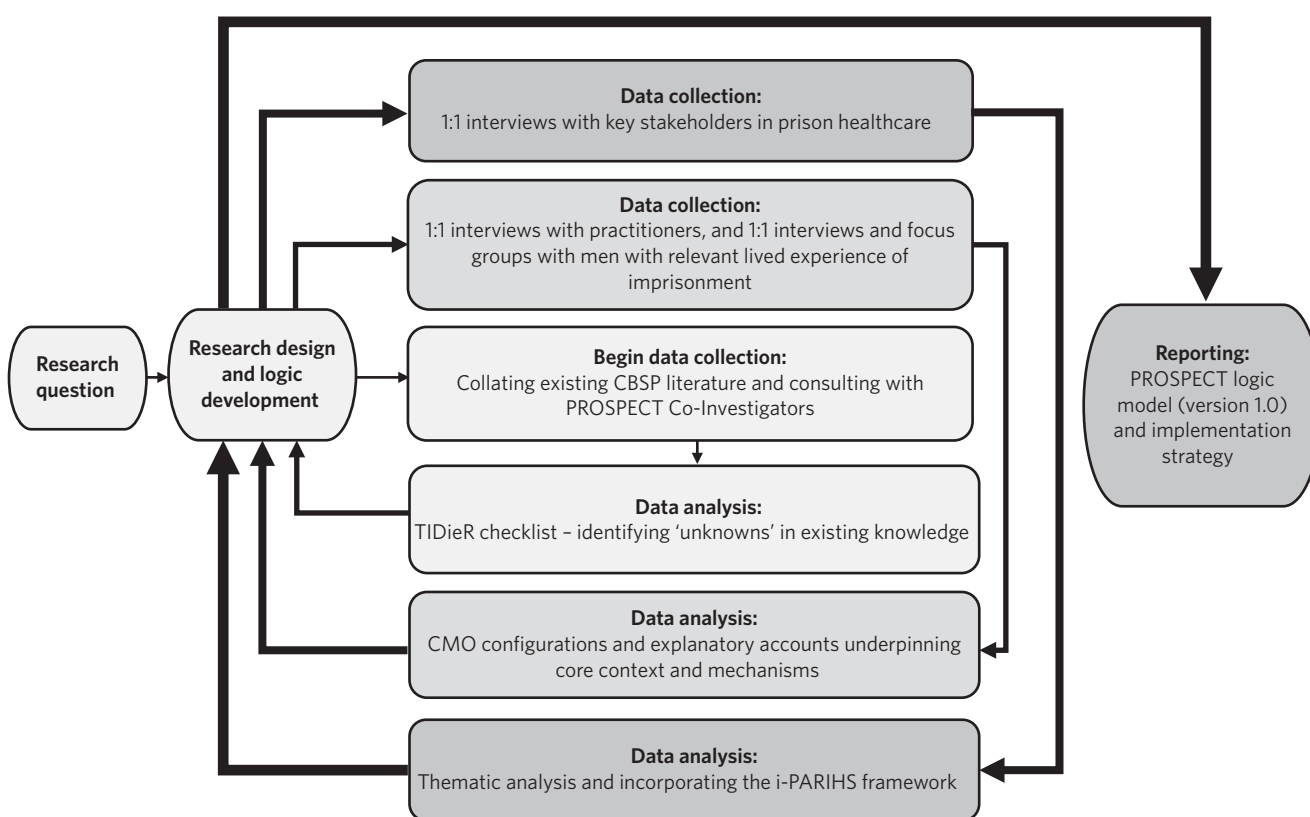 Research
question
Research design
and logic
development
Data collection:
1:1 interviews with key stakeholders in prison healthcare
Data collection:
1:1 interviews with practitioners, and 1:1 interviews and focus
groups with men with relevant lived experience of
imprisonment
Begin data collection:
Collating existing CBSP literature and consulting with
PROSPECT Co-Investigators
Data analysis:
TIDieR checklist – identifying ‘unknowns’ in existing knowledge
Data analysis:
CMO configurations and explanatory accounts underpinning
core context and mechanisms
Data analysis:
Thematic analysis and incorporating the i-PARIHS framework
Reporting:
PROSPECT logic
model (version 1.0)
and implementation
strategy